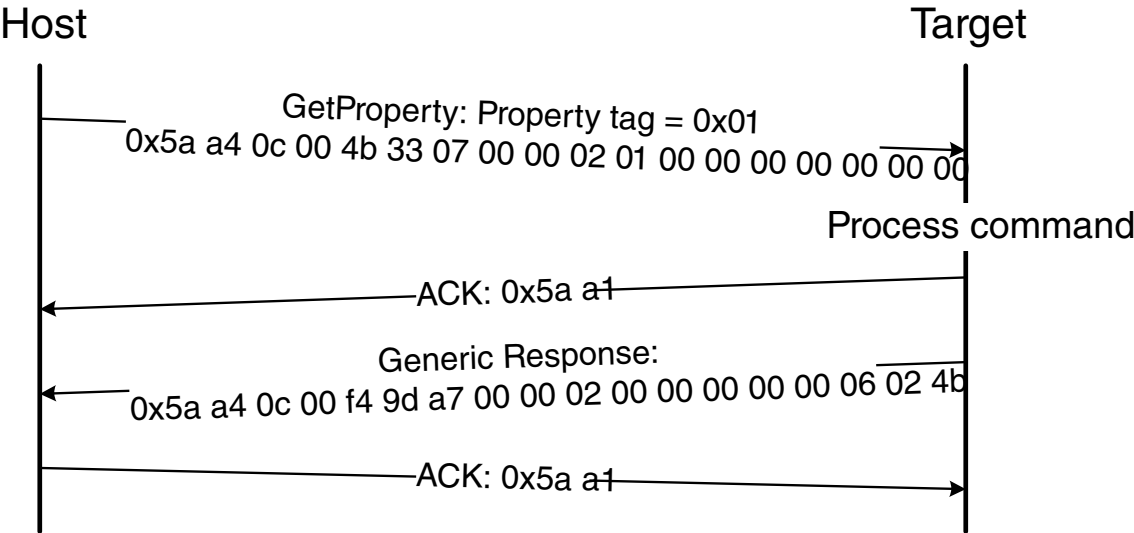 Host
Target
GetProperty: Property tag = 0x01
0x5a a4 0c 00 4b 33 07 00 00 02 01 00 00 00 00 00 00 00
Process command
ACK: 0x5a a1
Generic Response:
0x5a a4 0c 00 f4 9d a7 00 00 02 00 00 00 00 00 06 02 4b
ACK: 0x5a a1